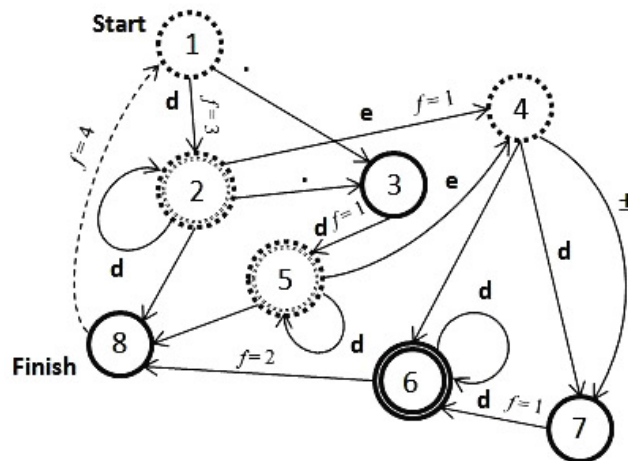 Start
1
.
d
f = 3
e
f = 1
4
f = 4
2
.
3
e
±
d
f = 1
d
5
d
d
d
8
Finish
f = 2
6
d
f = 1
7